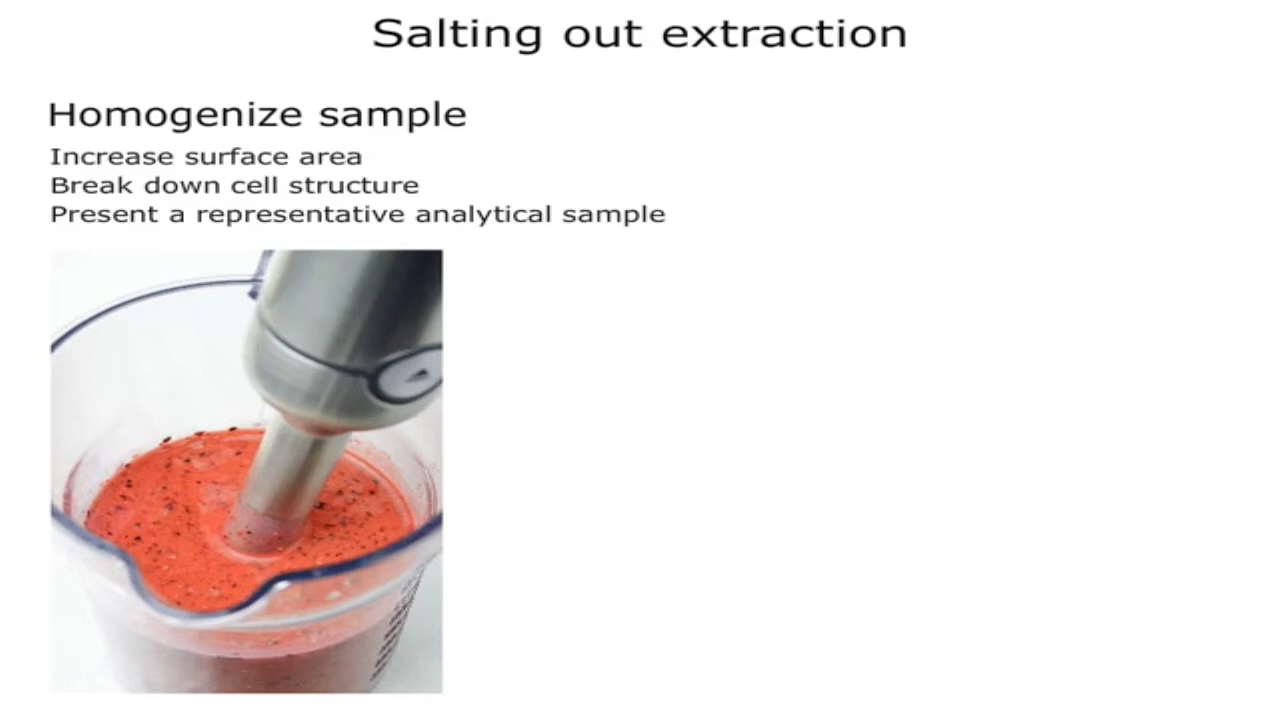 Salting out extraction
Homogenize sample
Increase surface area
Break down cell structure
Present a representative analytical sample